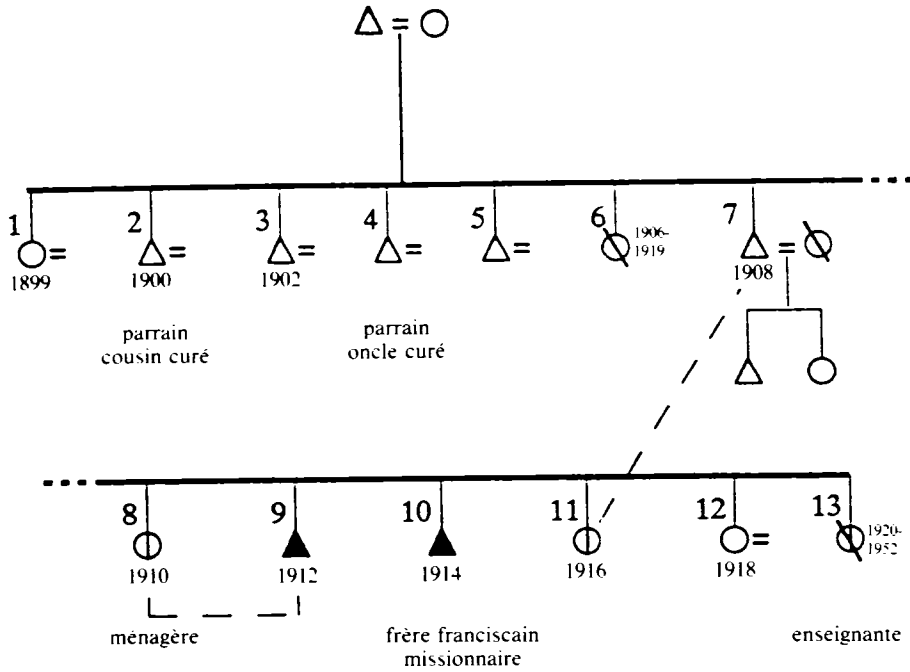 1 2 3 4 5 6 7
1906-
1919
1899 1900 1902 1908
parrain
cousin curé
parrain
oncle curé
8 9 10 11 12 13
1920-
1952
1910 1912 1914 1916 1918
ménagère
frère franciscain
missionnaire
enseignante